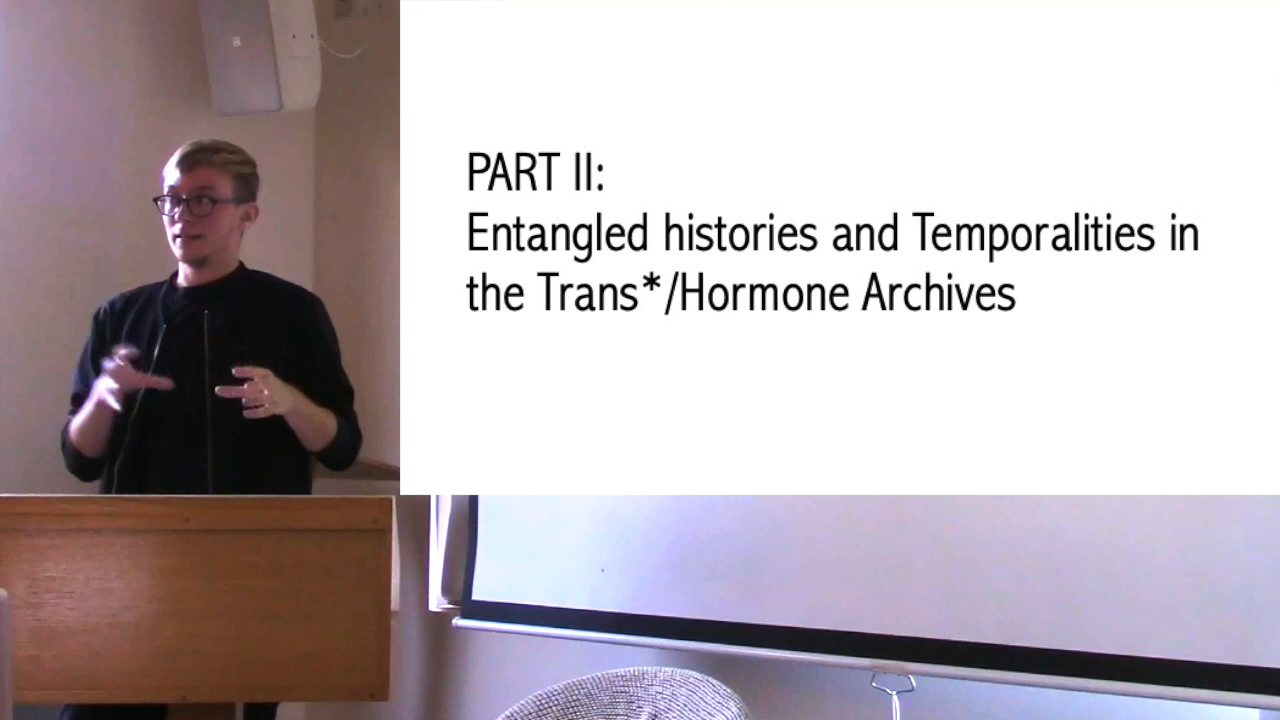 PART II:
Entangled histories and Temporalities in
the Trans*/Hormone Archives